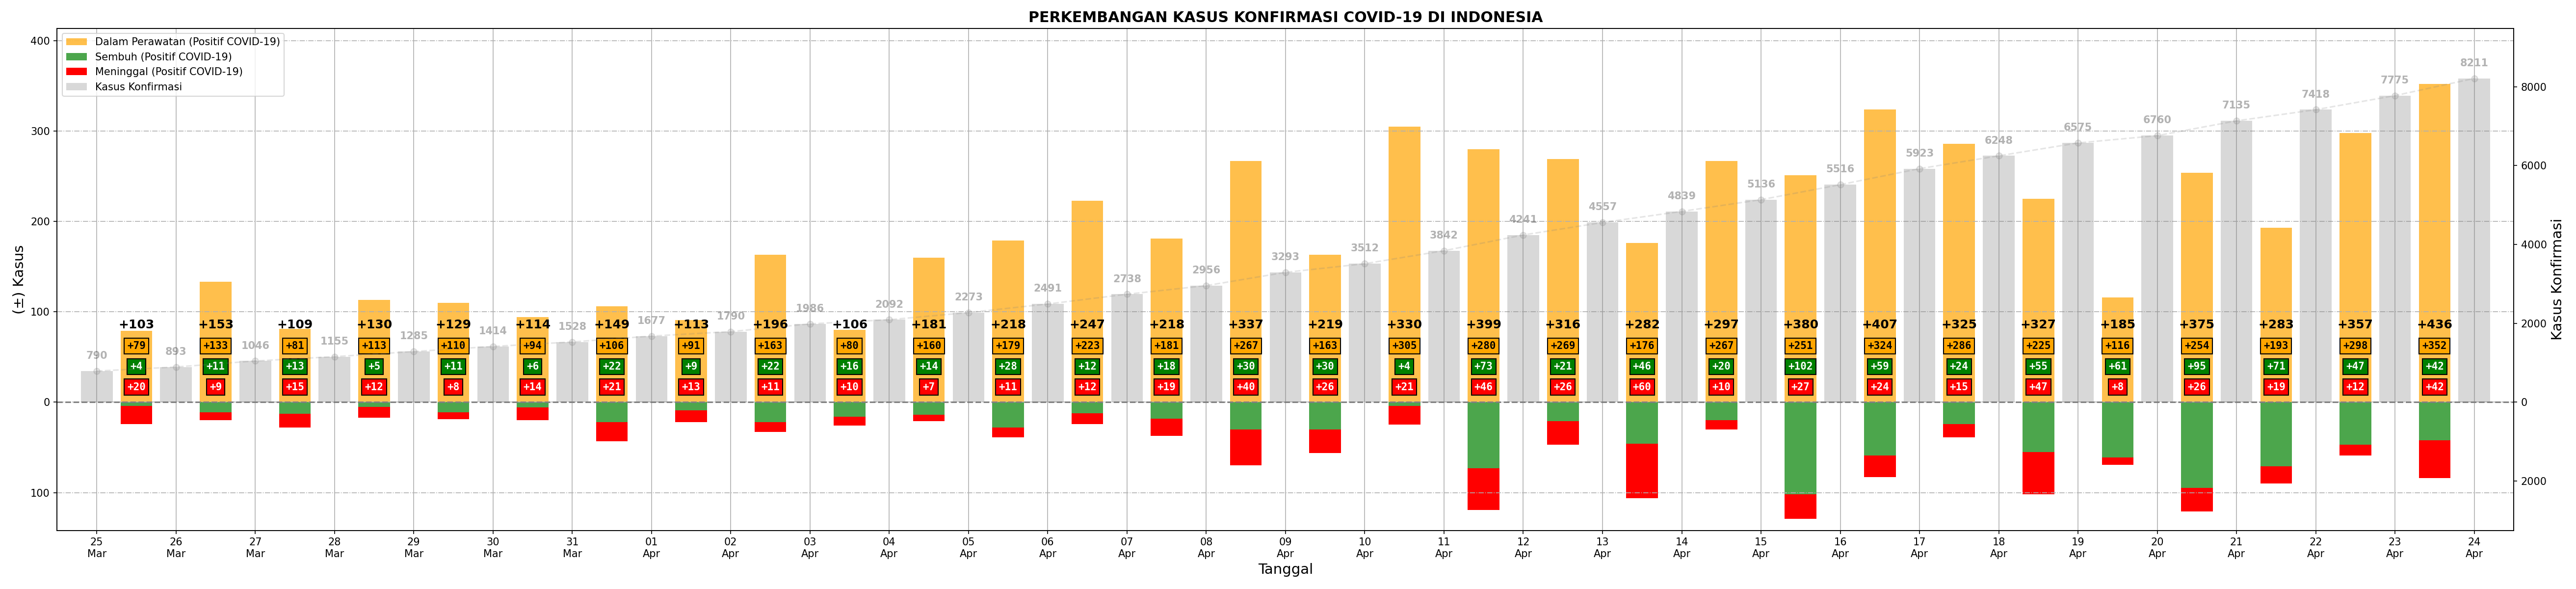 PERKEMBANGAN KASUS KONFIRMASI COVID-19 DI INDONESIA
Dalam Perawatan (Positif COVID-19)
Sembuh (Positif COVID-19)
Meninggal (Positif COVID-19)
Kasus Konfirmasi
(±) Kasus
400
300
200
100
0
100
Kasus Konfirmasi
8000
6000
4000
2000
0
2000
790 893 1046 1155 1285 1414 1528 1677 1790 1986 2092 2273 2491 2738 2956 3293 3512 3842 4241 4557 4839 5136 5516 5923 6248 6575 6760 7135 7418 7775 8211
+103 +153 +109 +130 +129 +114 +149 +113 +196 +106 +181 +218 +247 +218 +337 +219 +330 +399 +316 +282 +297 +380 +407 +325 +327 +185 +375 +283 +357 +436
+79 +133 +81 +113 +110 +94 +106 +91 +163 +80 +160 +179 +223 +181 +267 +163 +305 +280 +269 +176 +267 +251 +324 +286 +225 +116 +254 +193 +298 +352
+4 +11 +13 +5 +11 +6 +22 +9 +22 +16 +14 +28 +12 +18 +30 +30 +4 +73 +21 +46 +20 +102 +59 +24 +55 +61 +95 +71 +47 +42
+20 +9 +15 +12 +8 +14 +21 +13 +11 +10 +7 +11 +12 +19 +40 +26 +21 +46 +26 +60 +10 +27 +24 +15 +47 +8 +26 +19 +12 +42
25 26 27 28 29 30 31 01 02 03 04 05 06 07 08 09 10 11 12 13 14 15 16 17 18 19 20 21 22 23 24
Mar Mar Mar Mar Mar Mar Mar Apr Apr Apr Apr Apr Apr Apr Apr Apr Apr Apr Apr Apr Apr Apr Apr Apr Apr Apr Apr Apr Apr Apr Apr
Tanggal